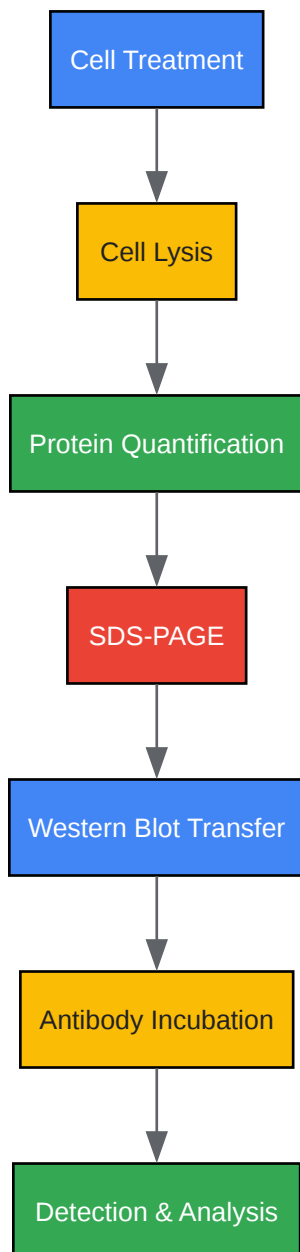 Cell Treatment
Cell Lysis
Protein Quantification
SDS-PAGE
Western Blot Transfer
Antibody Incubation
Detection & Analysis